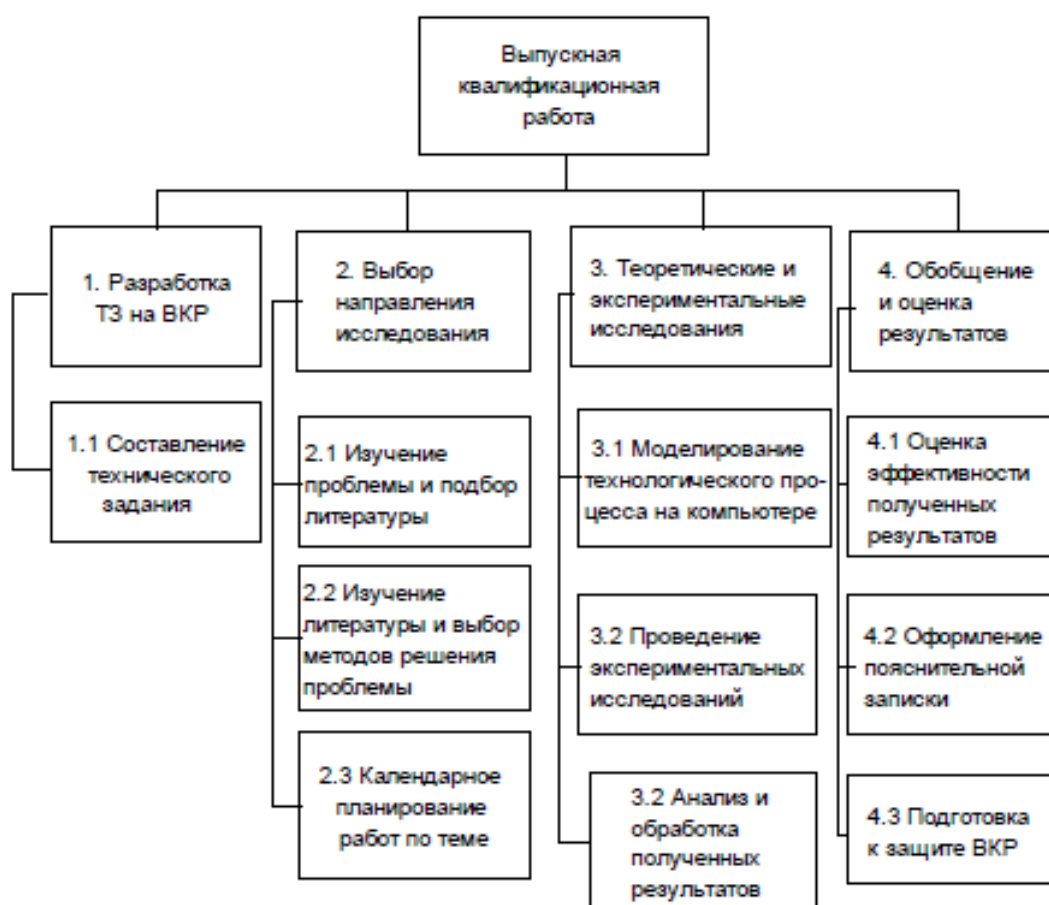 Выпускная
квалификационная
работа
1. Разработка
ТЗ на ВКР
2. Выбор
направления
исследования
3. Теоретические и
экспериментальные
исследования
4. Обобщение
и оценка
результатов
1.1 Составление
технического
задания
2.1 Изучение
проблемы и подбор
литературы
3.1 Моделирование
технологического про-
цесса на компьютере
4.1 Оценка
эффективности
полученных
результатов
2.2 Изучение
литературы и выбор
методов решения
проблемы
3.2 Проведение
экспериментальных
исследований
4.2 Оформление
пояснительной
записки
2.3 Календарное
планирование
работ по теме
3.2 Анализ и
обработка
полученных
результатов
4.3 Подготовка
к защите ВКР